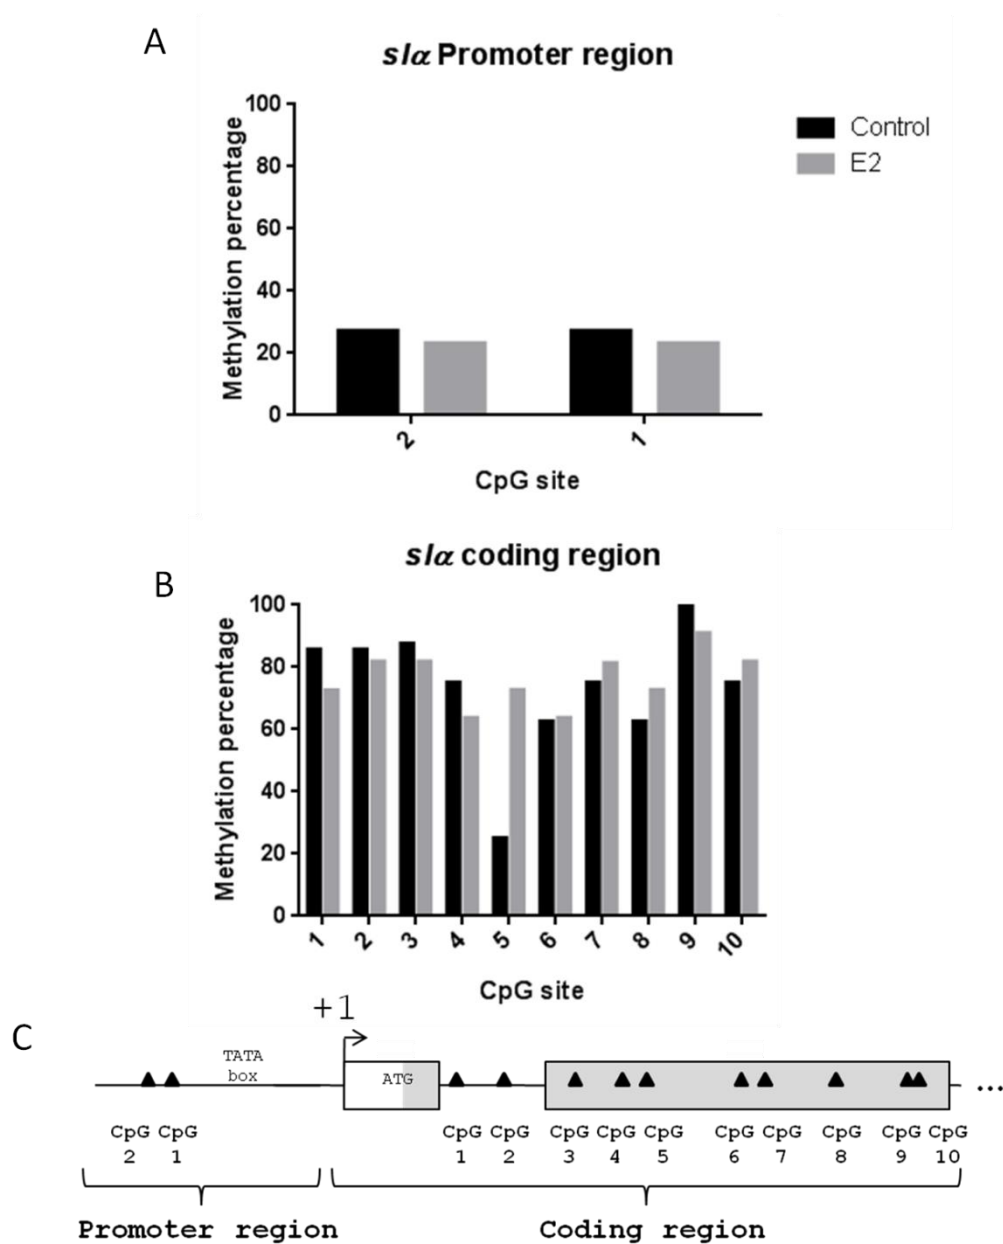 A
slα Promoter region
Methylation percentage
100
80
60
40
20
0
2
1
CpG site
Control
E2
B
slα coding region
Methylation percentage
100
80
60
40
20
0
1
2
3
4
5
6
7
8
9
10
CpG site
C
+1
TATA
box
ATG
...
CpG CpG CpG CpG CpG CpG CpG CpG CpG CpG CpG CpG
2 1 1 2 3 4 5 6 7 8 9 10
Promoter region Coding region